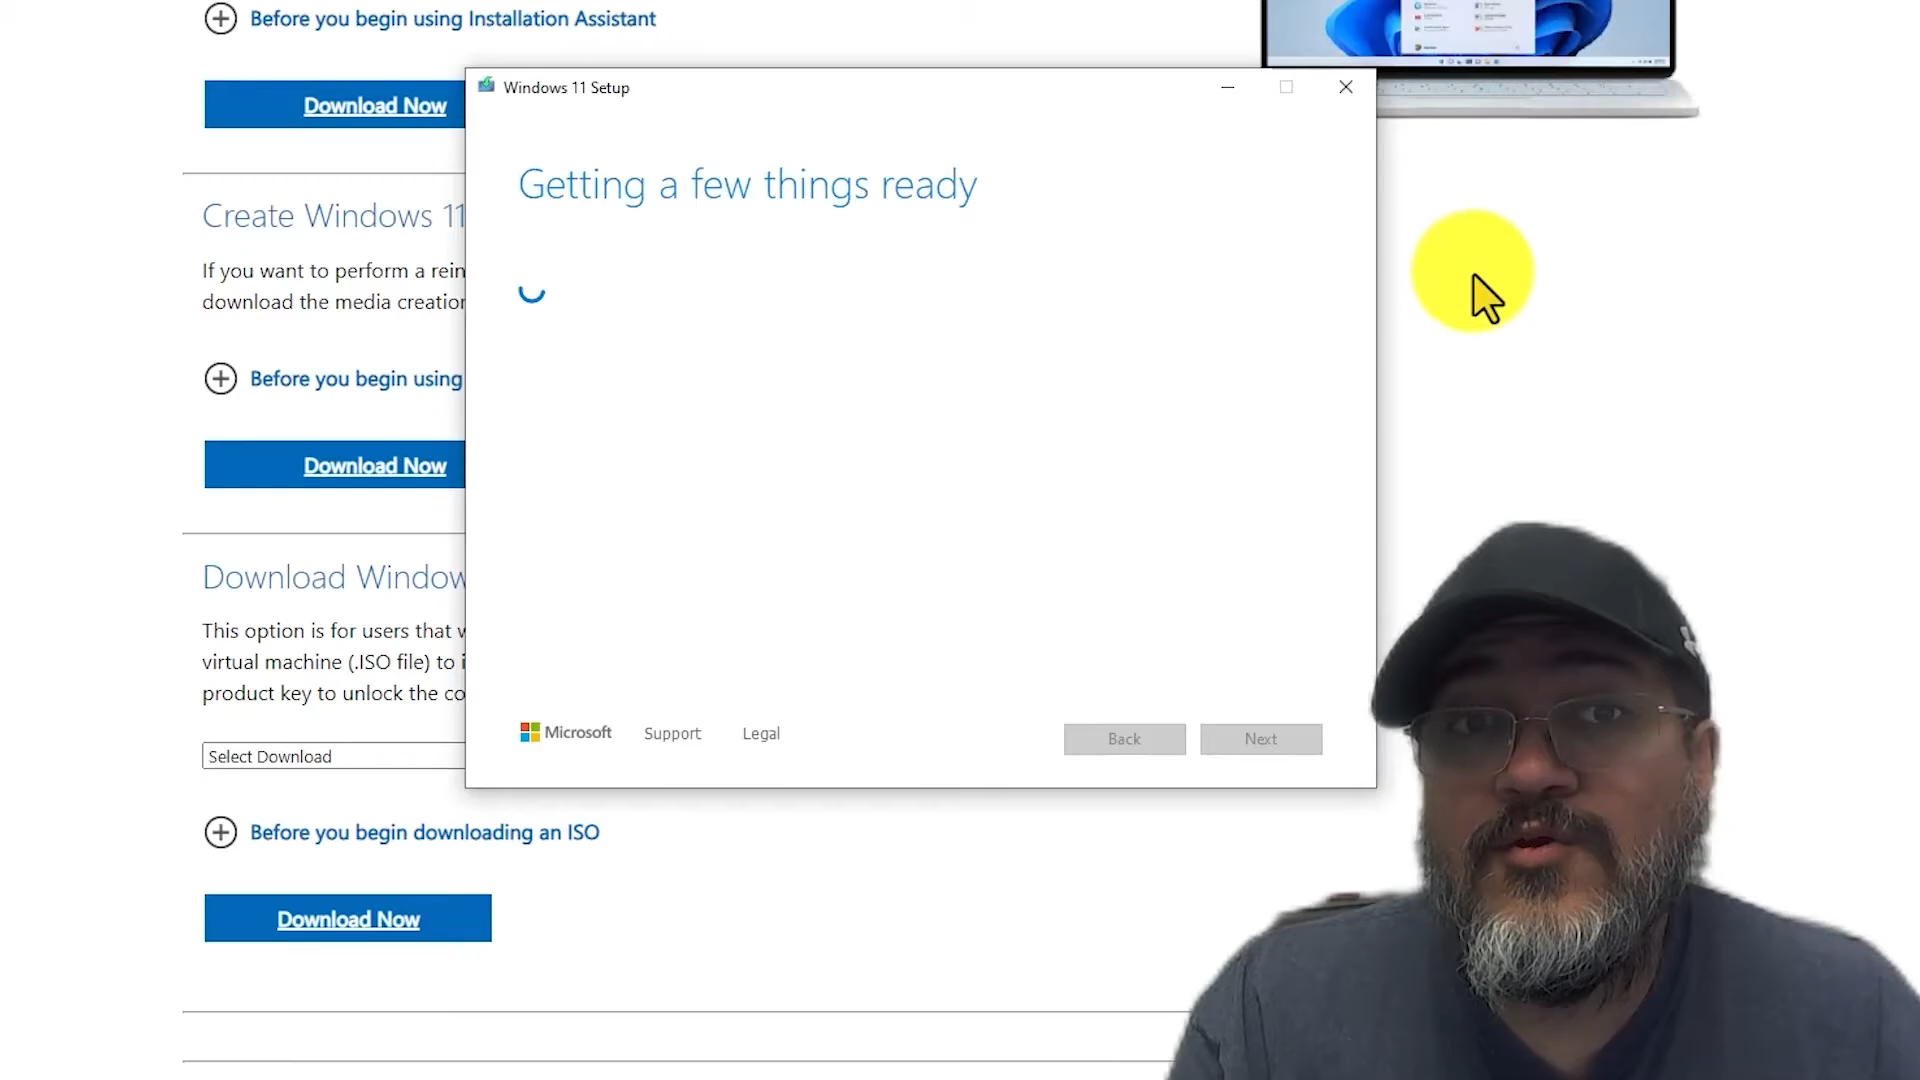 Before you begin using Installation Assistant
Download Now
Create Windows 11
If you want to perform a rein
download the media creation
Before you begin using
Download Now
Download Window
This option is for users that w
virtual machine (.ISO file) to i
product key to unlock the co
Select Download
Before you begin downloading an ISO
Download Now
Windows 11 Setup
Getting a few things ready
Microsoft
Support
Legal
Back
Next